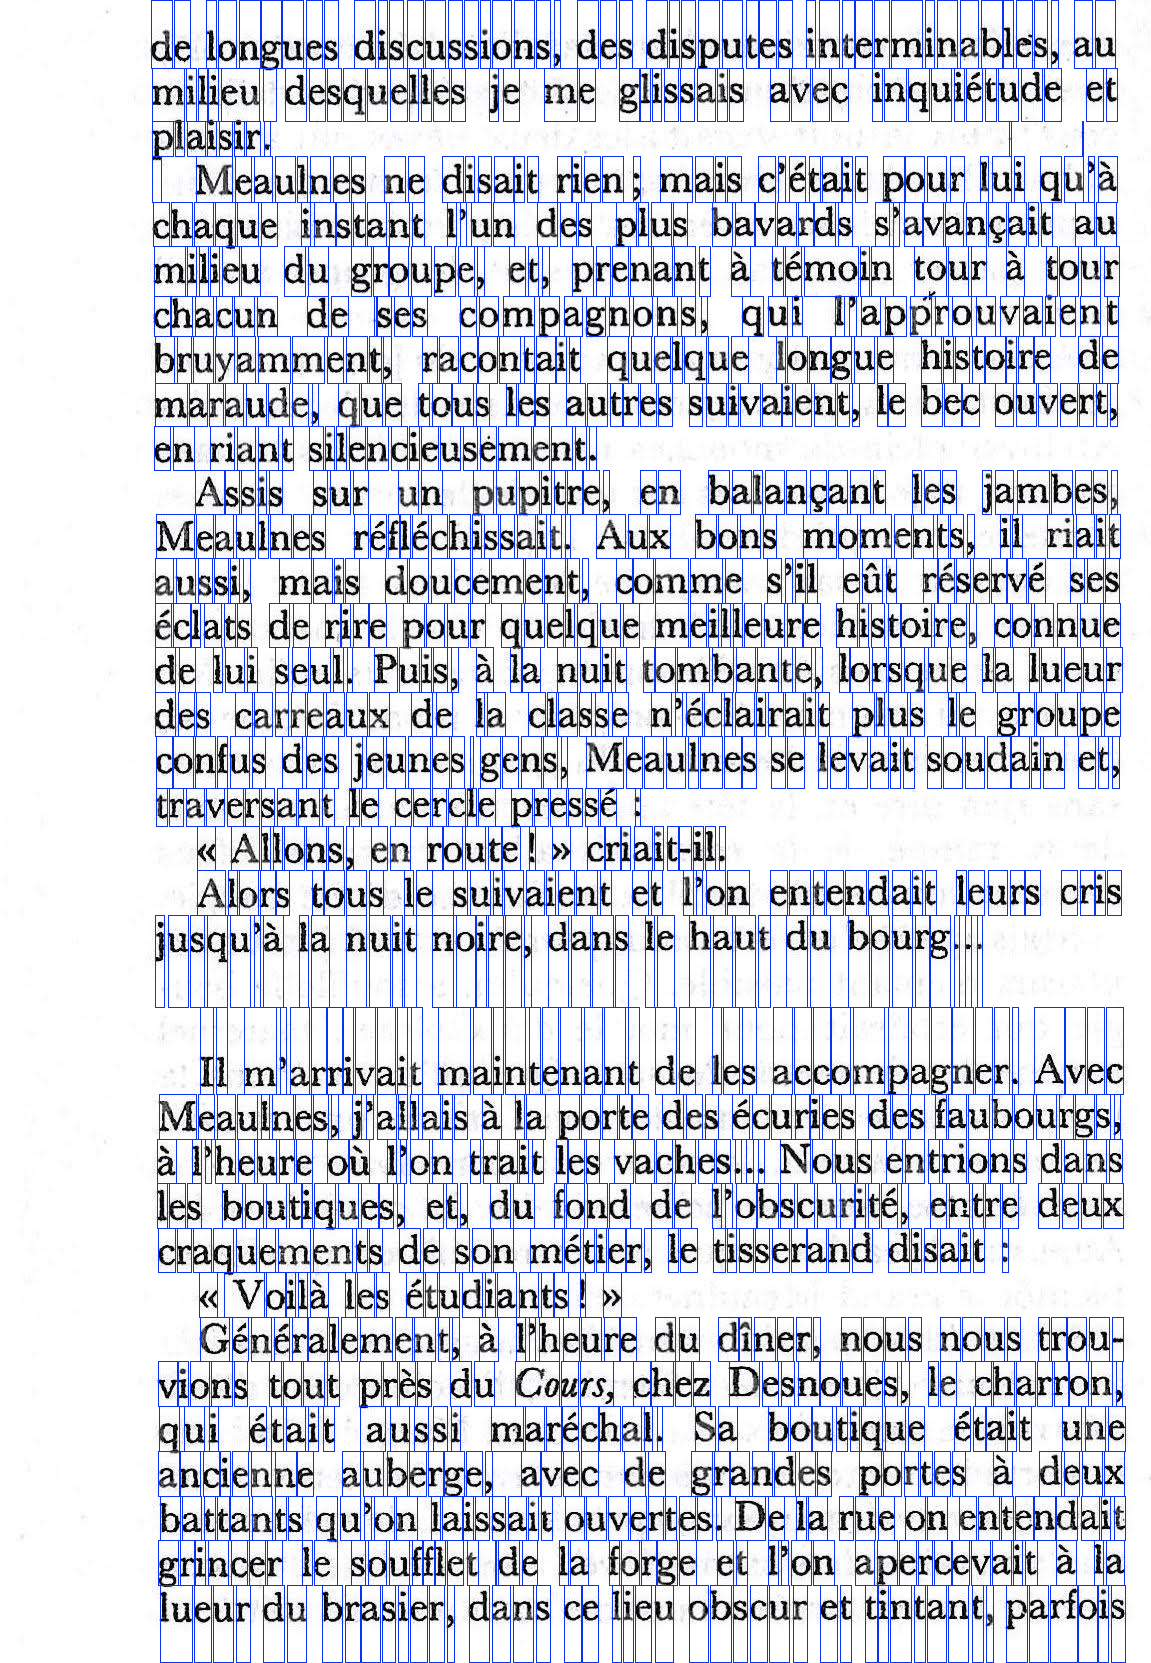 de longues discussions, des disputes interminables, au
milieu desquelles je me glissais avec inquiétude et
plaisir.
Meaulnes ne disait rien ; mais c'était pour lui qu'à
chaque instant l'un des plus bavards s'avançait au
milieu du groupe, et, prenant à témoin tour à tour
chacun de ses compagnons, qui l'approuvaient
bruyamment, racontait quelque longue histoire de
maraude, que tous les autres suivaient, le bec ouvert,
en riant silencieusement.
Assis sur un pupitre, en balançant les jambes,
Meaulnes réfléchissait. Aux bons moments, il riait
aussi, mais doucement, comme s'il eût réservé ses
éclats de rire pour quelque meilleure histoire, connue
de lui seul. Puis, à la nuit tombante, lorsque la lueur
des carreaux de la classe n'éclairait plus le groupe
confus des jeunes gens, Meaulnes se levait soudain et,
traversant le cercle pressé :
« Allons, en route ! » criait-il.
Alors tous le suivaient et l'on entendait leurs cris
jusqu'à la nuit noire, dans le haut du bourg...
Il m'arrivait maintenant de les accompagner. Avec
Meaulnes, j'allais à la porte des écuries des faubourgs,
à l'heure où l'on trait les vaches... Nous entrions dans
les boutiques, et, du fond de l'obscurité, entre deux
craquements de son métier, le tisserand disait :
« Voilà les étudiants ! »
Généralement, à l'heure du dîner, nous nous trou-
vions tout près du Cours, chez Desnoues, le charron,
qui était aussi maréchal. Sa boutique était une
ancienne auberge, avec de grandes portes à deux
battants qu'on laissait ouvertes. De la rue on entendait
grincer le soufflet de la forge et l'on apercevait à la
lueur du brasier, dans ce lieu obscur et tintant, parfois